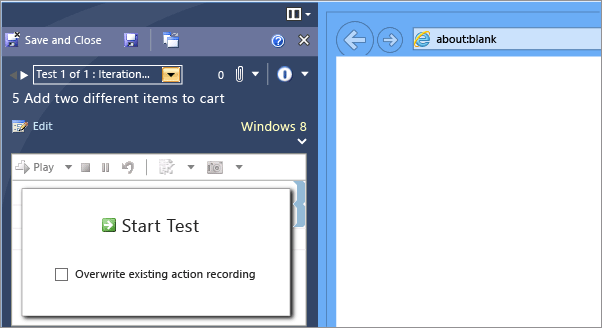 Save and Close
about:blank
Test 1 of 1 : Iteration...
0
5 Add two different items to cart
Edit
Windows 8
Play
Start Test
Overwrite existing action recording